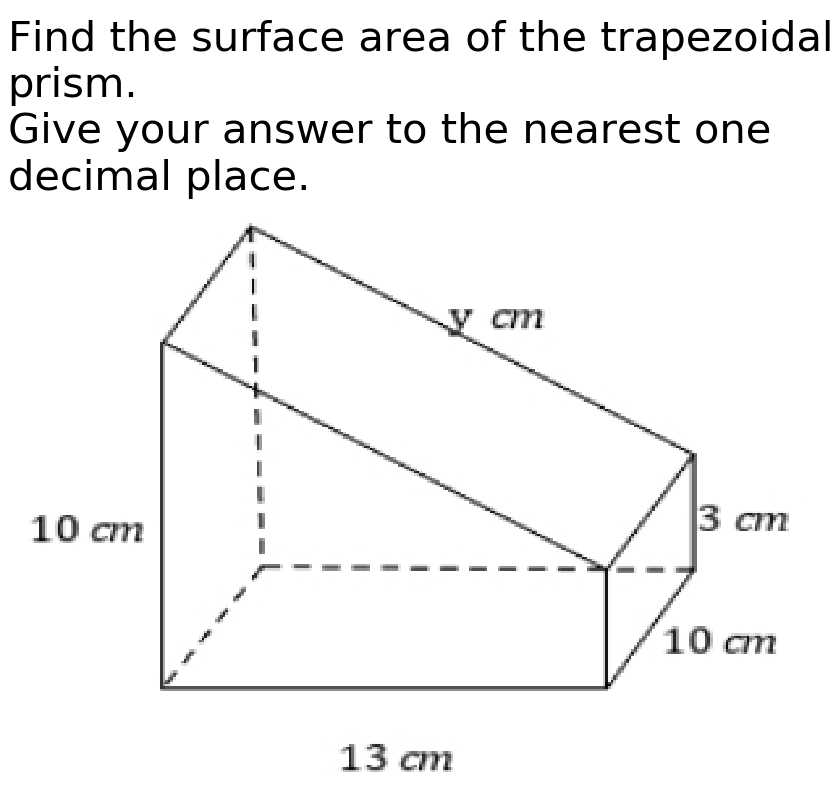 Find the surface area of the trapezoidal
prism.
Give your answer to the nearest one
decimal place.
y cm
10 cm
3 cm
10 cm
13 cm